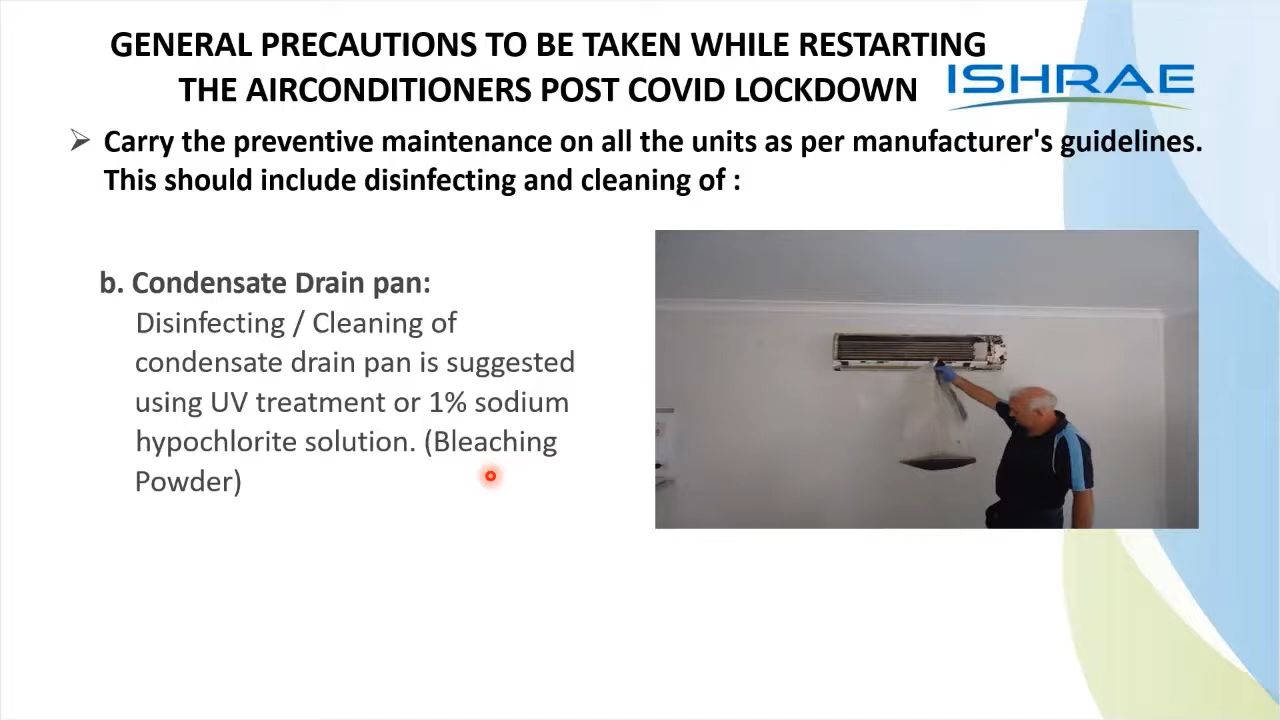 GENERAL PRECAUTIONS TO BE TAKEN WHILE RESTARTING
THE AIRCONDITIONERS POST COVID LOCKDOWN
ISHRAE
➢ Carry the preventive maintenance on all the units as per manufacturer's guidelines.
This should include disinfecting and cleaning of :
b. Condensate Drain pan:
Disinfecting / Cleaning of
condensate drain pan is suggested
using UV treatment or 1% sodium
hypochlorite solution. (Bleaching
Powder)